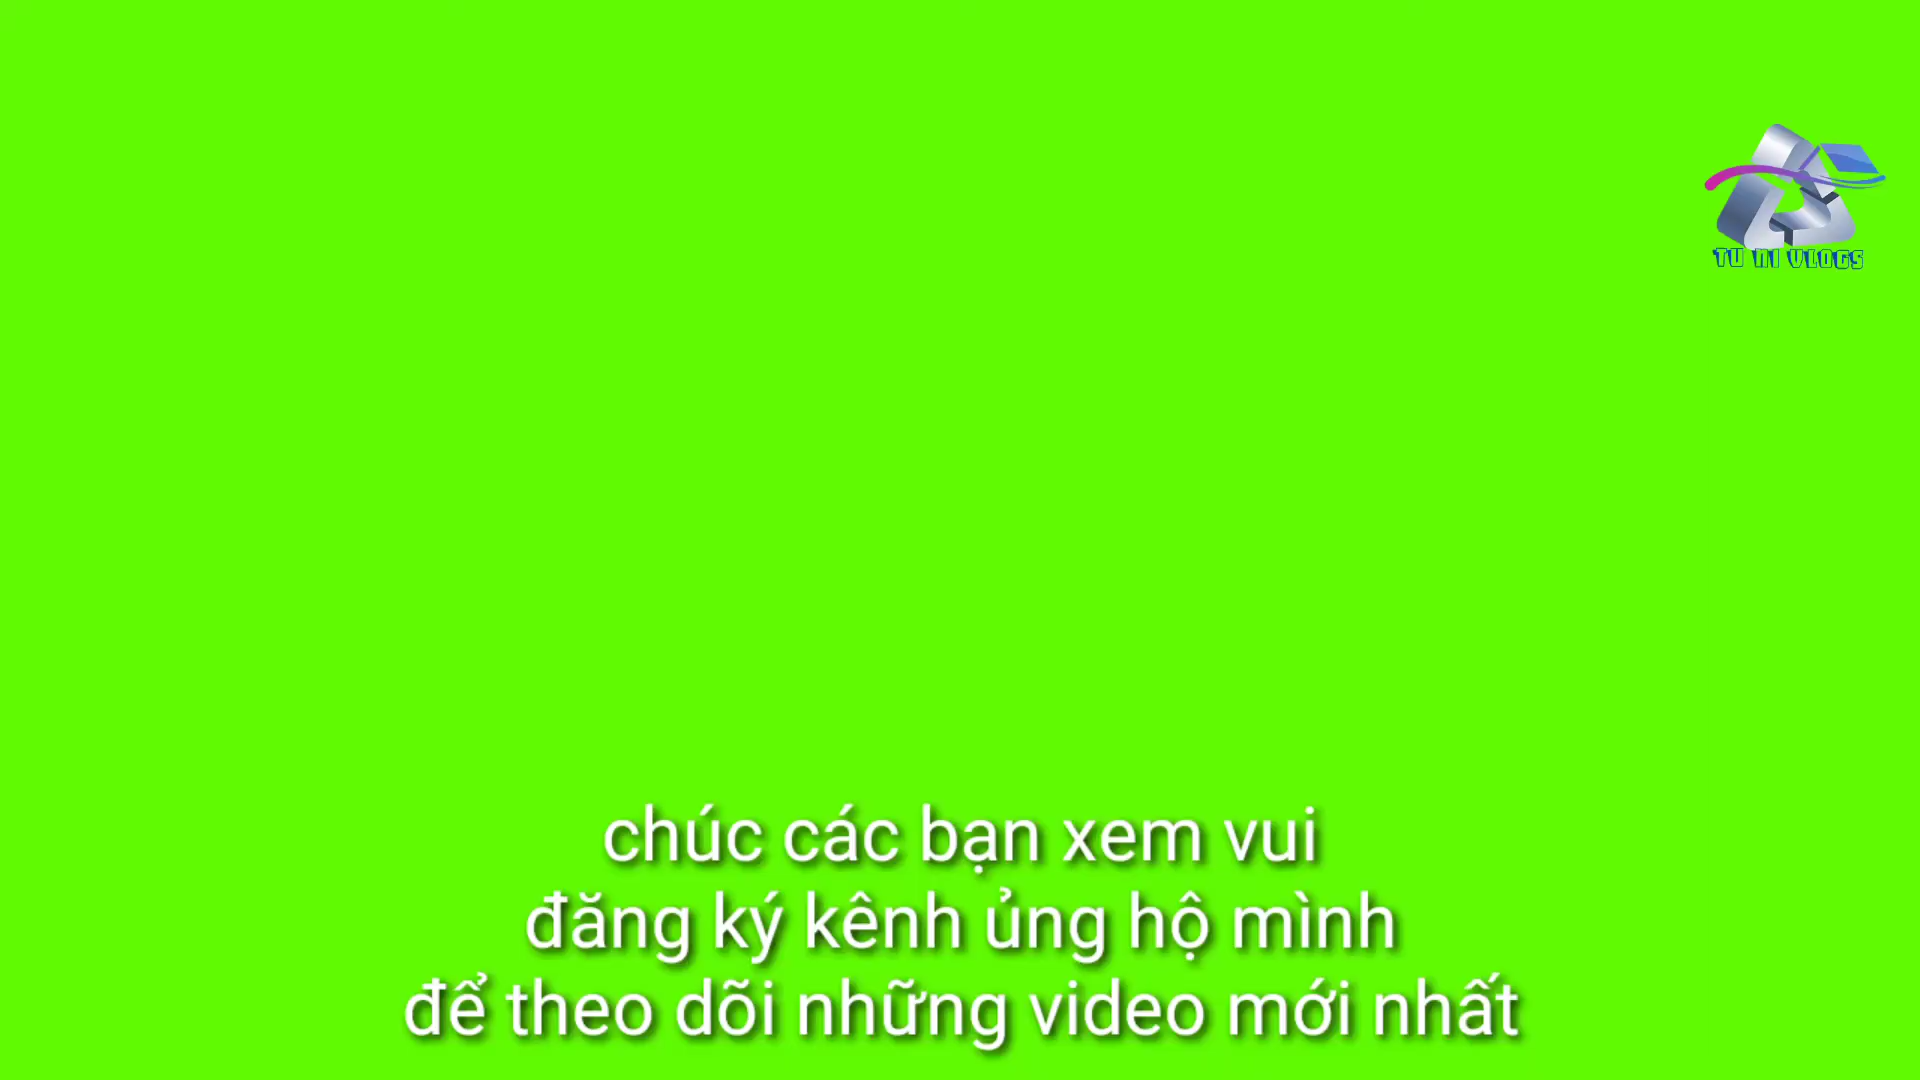 TU NI VLOGS
chúc các bạn xem vui
đăng ký kênh ủng hộ mình
để theo dõi những video mới nhất